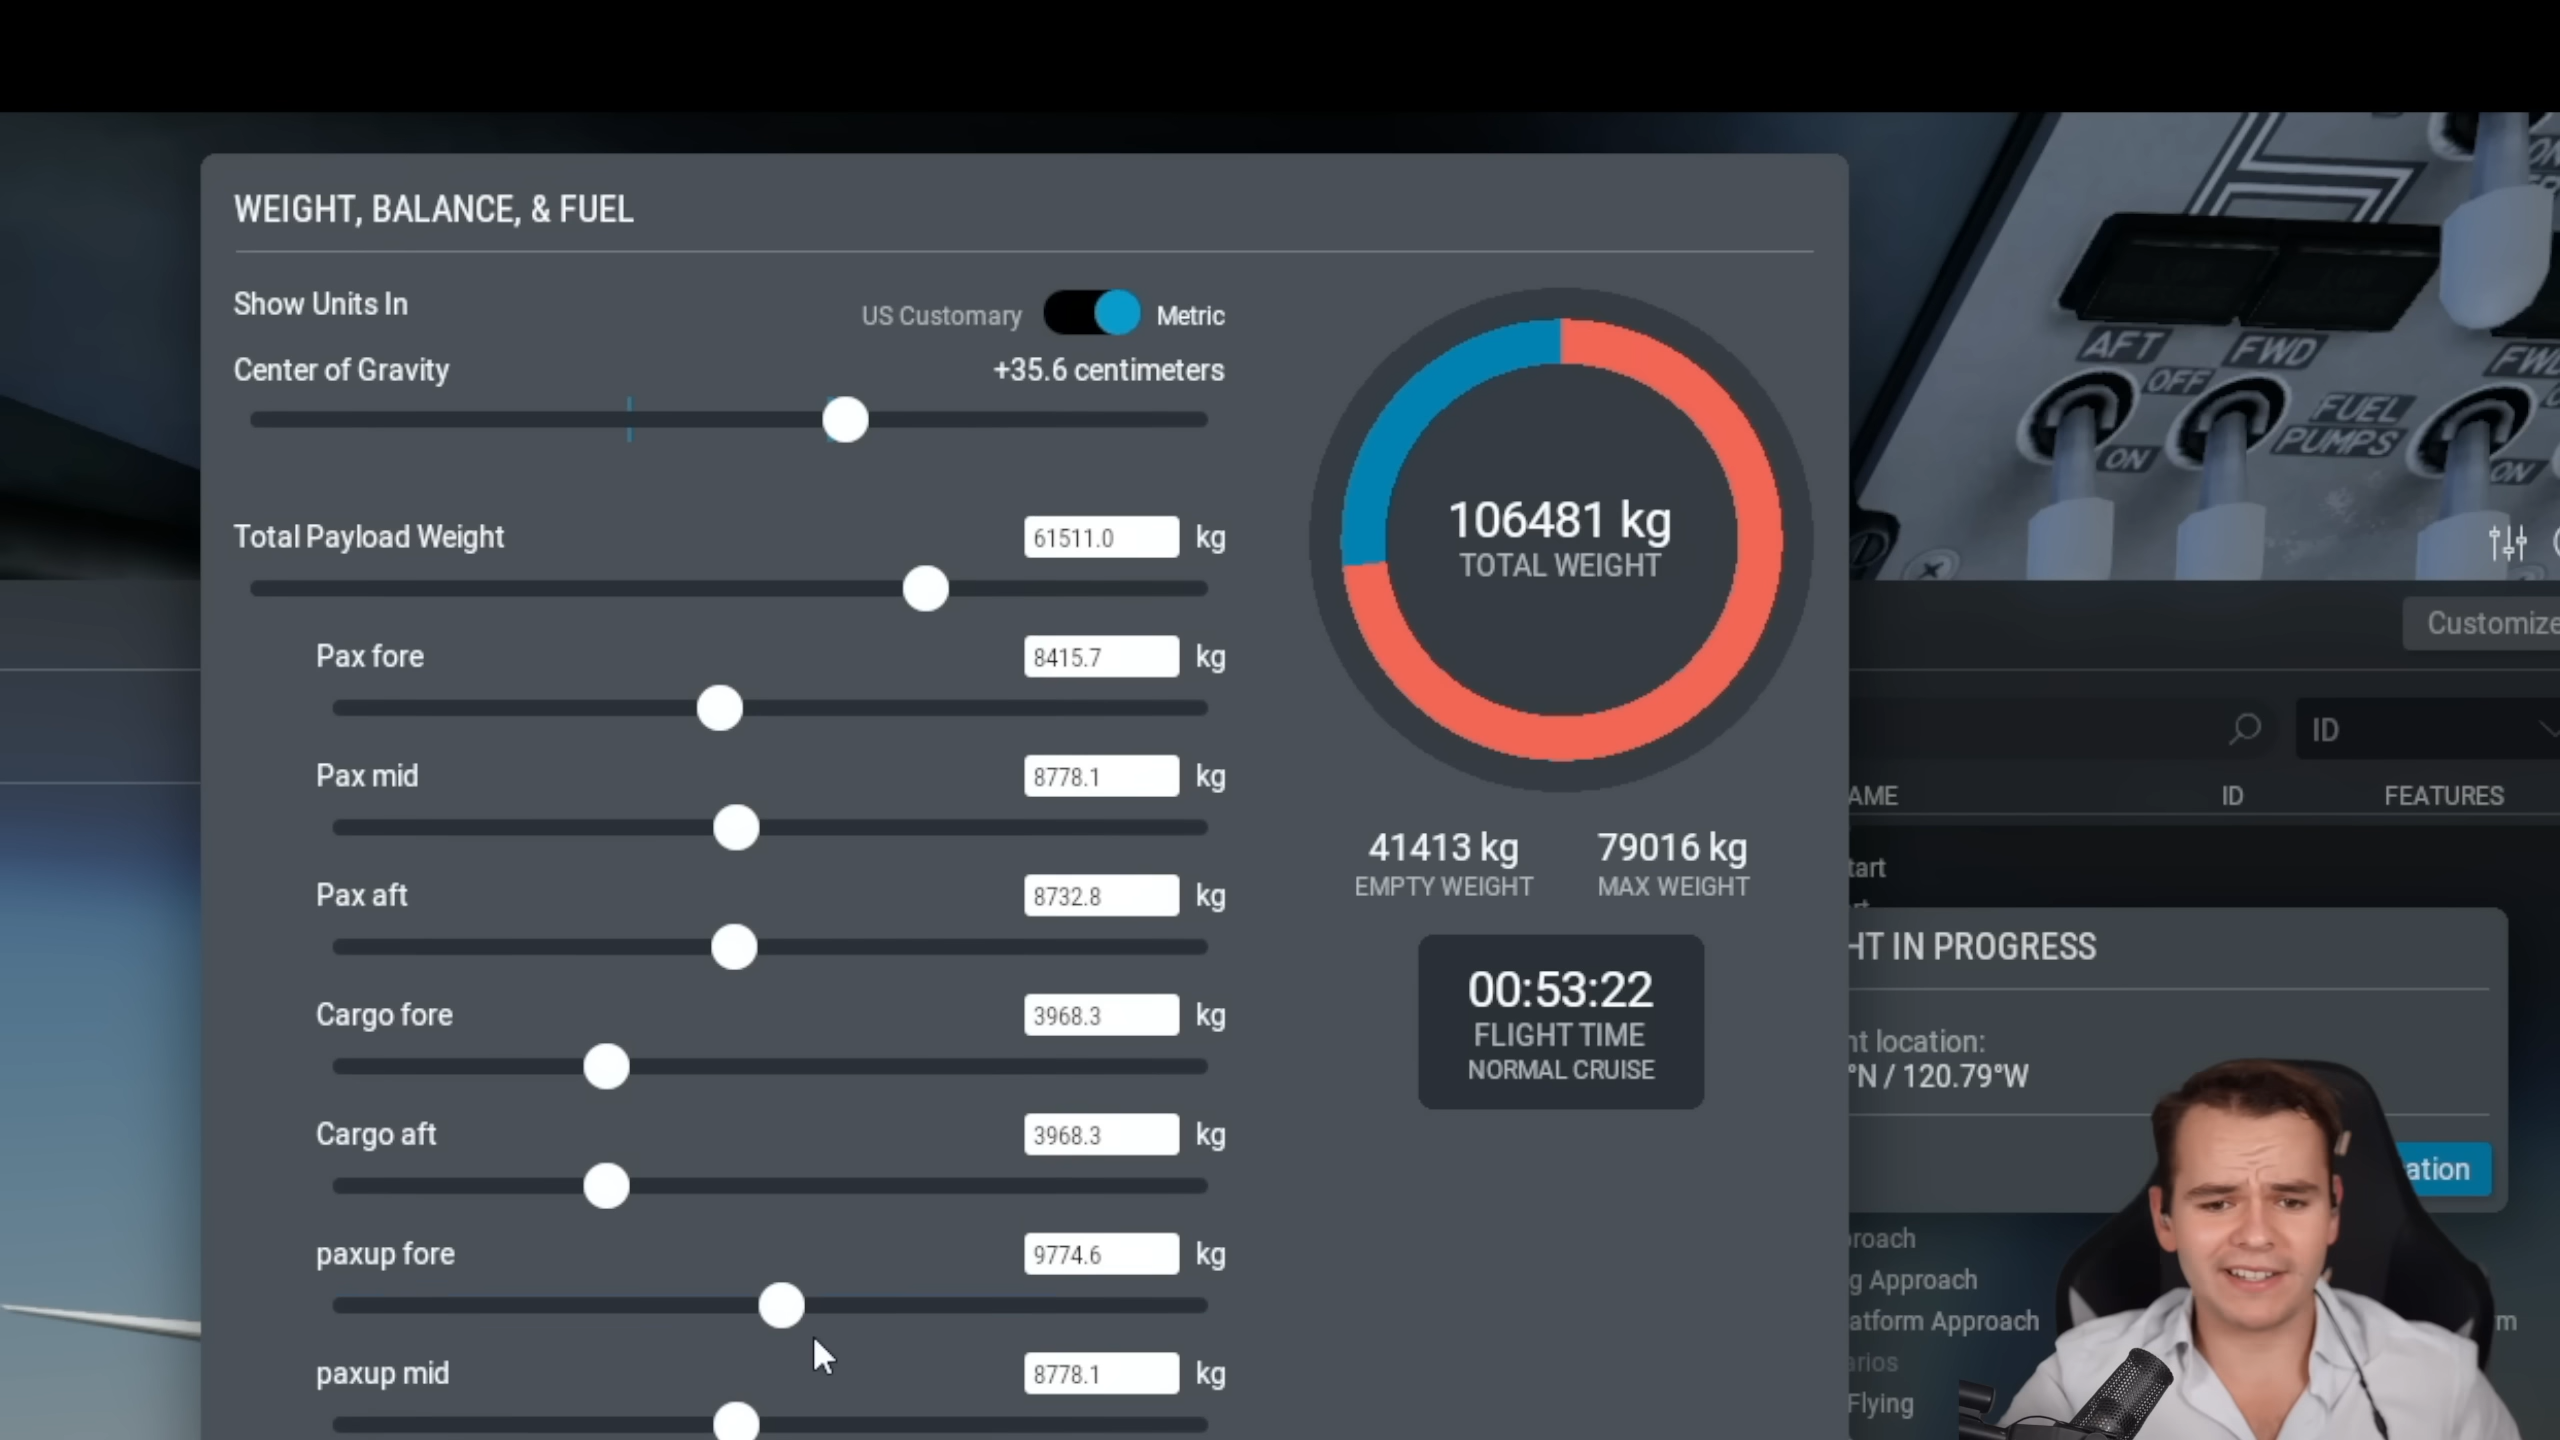 WEIGHT, BALANCE, & FUEL
Show Units In
US Customary
Metric
Center of Gravity
+35.6 centimeters
Total Payload Weight
61511.0 kg
Pax fore
8415.7 kg
Pax mid
8778.1 kg
Pax aft
8732.8 kg
Cargo fore
3968.3 kg
Cargo aft
3968.3 kg
paxup fore
9774.6 kg
paxup mid
8778.1 kg
106481 kg
TOTAL WEIGHT
41413 kg
EMPTY WEIGHT
79016 kg
MAX WEIGHT
00:53:22
FLIGHT TIME
NORMAL CRUISE
AFT
FWD
OFF
ON
FUEL
PUMPS
FWD
ON
Customize
ID
AME
ID
FEATURES
tart
HT IN PROGRESS
nt location:
°N / 120.79°W
ation
proach
g Approach
atform Approach
m
arios
Flying